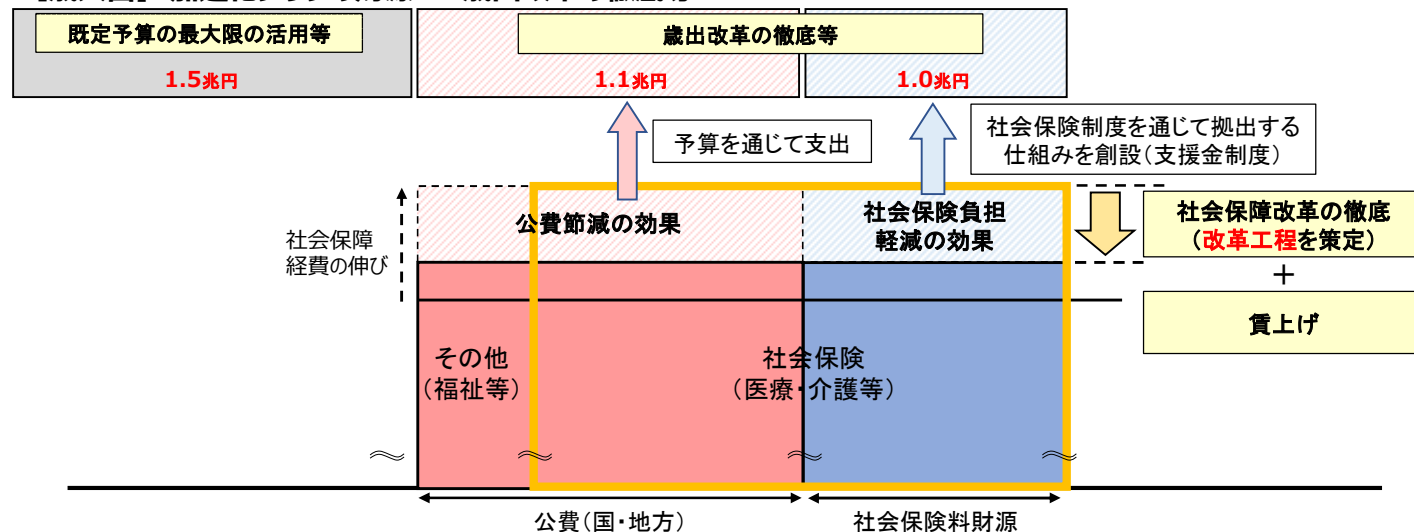 既定予算の最大限の活用等
1.5兆円
歳出改革の徹底等
1.1兆円
1.0兆円
予算を通じて支出
社会保険制度を通じて拠出する
仕組みを創設（支援金制度）
社会保障
経費の伸び
公費節減の効果
社会保険負担
軽減の効果
社会保障改革の徹底
（改革工程を策定）
＋
賃上げ
その他
（福祉等）
社会保険
（医療・介護等）
公費（国・地方）
社会保険料財源